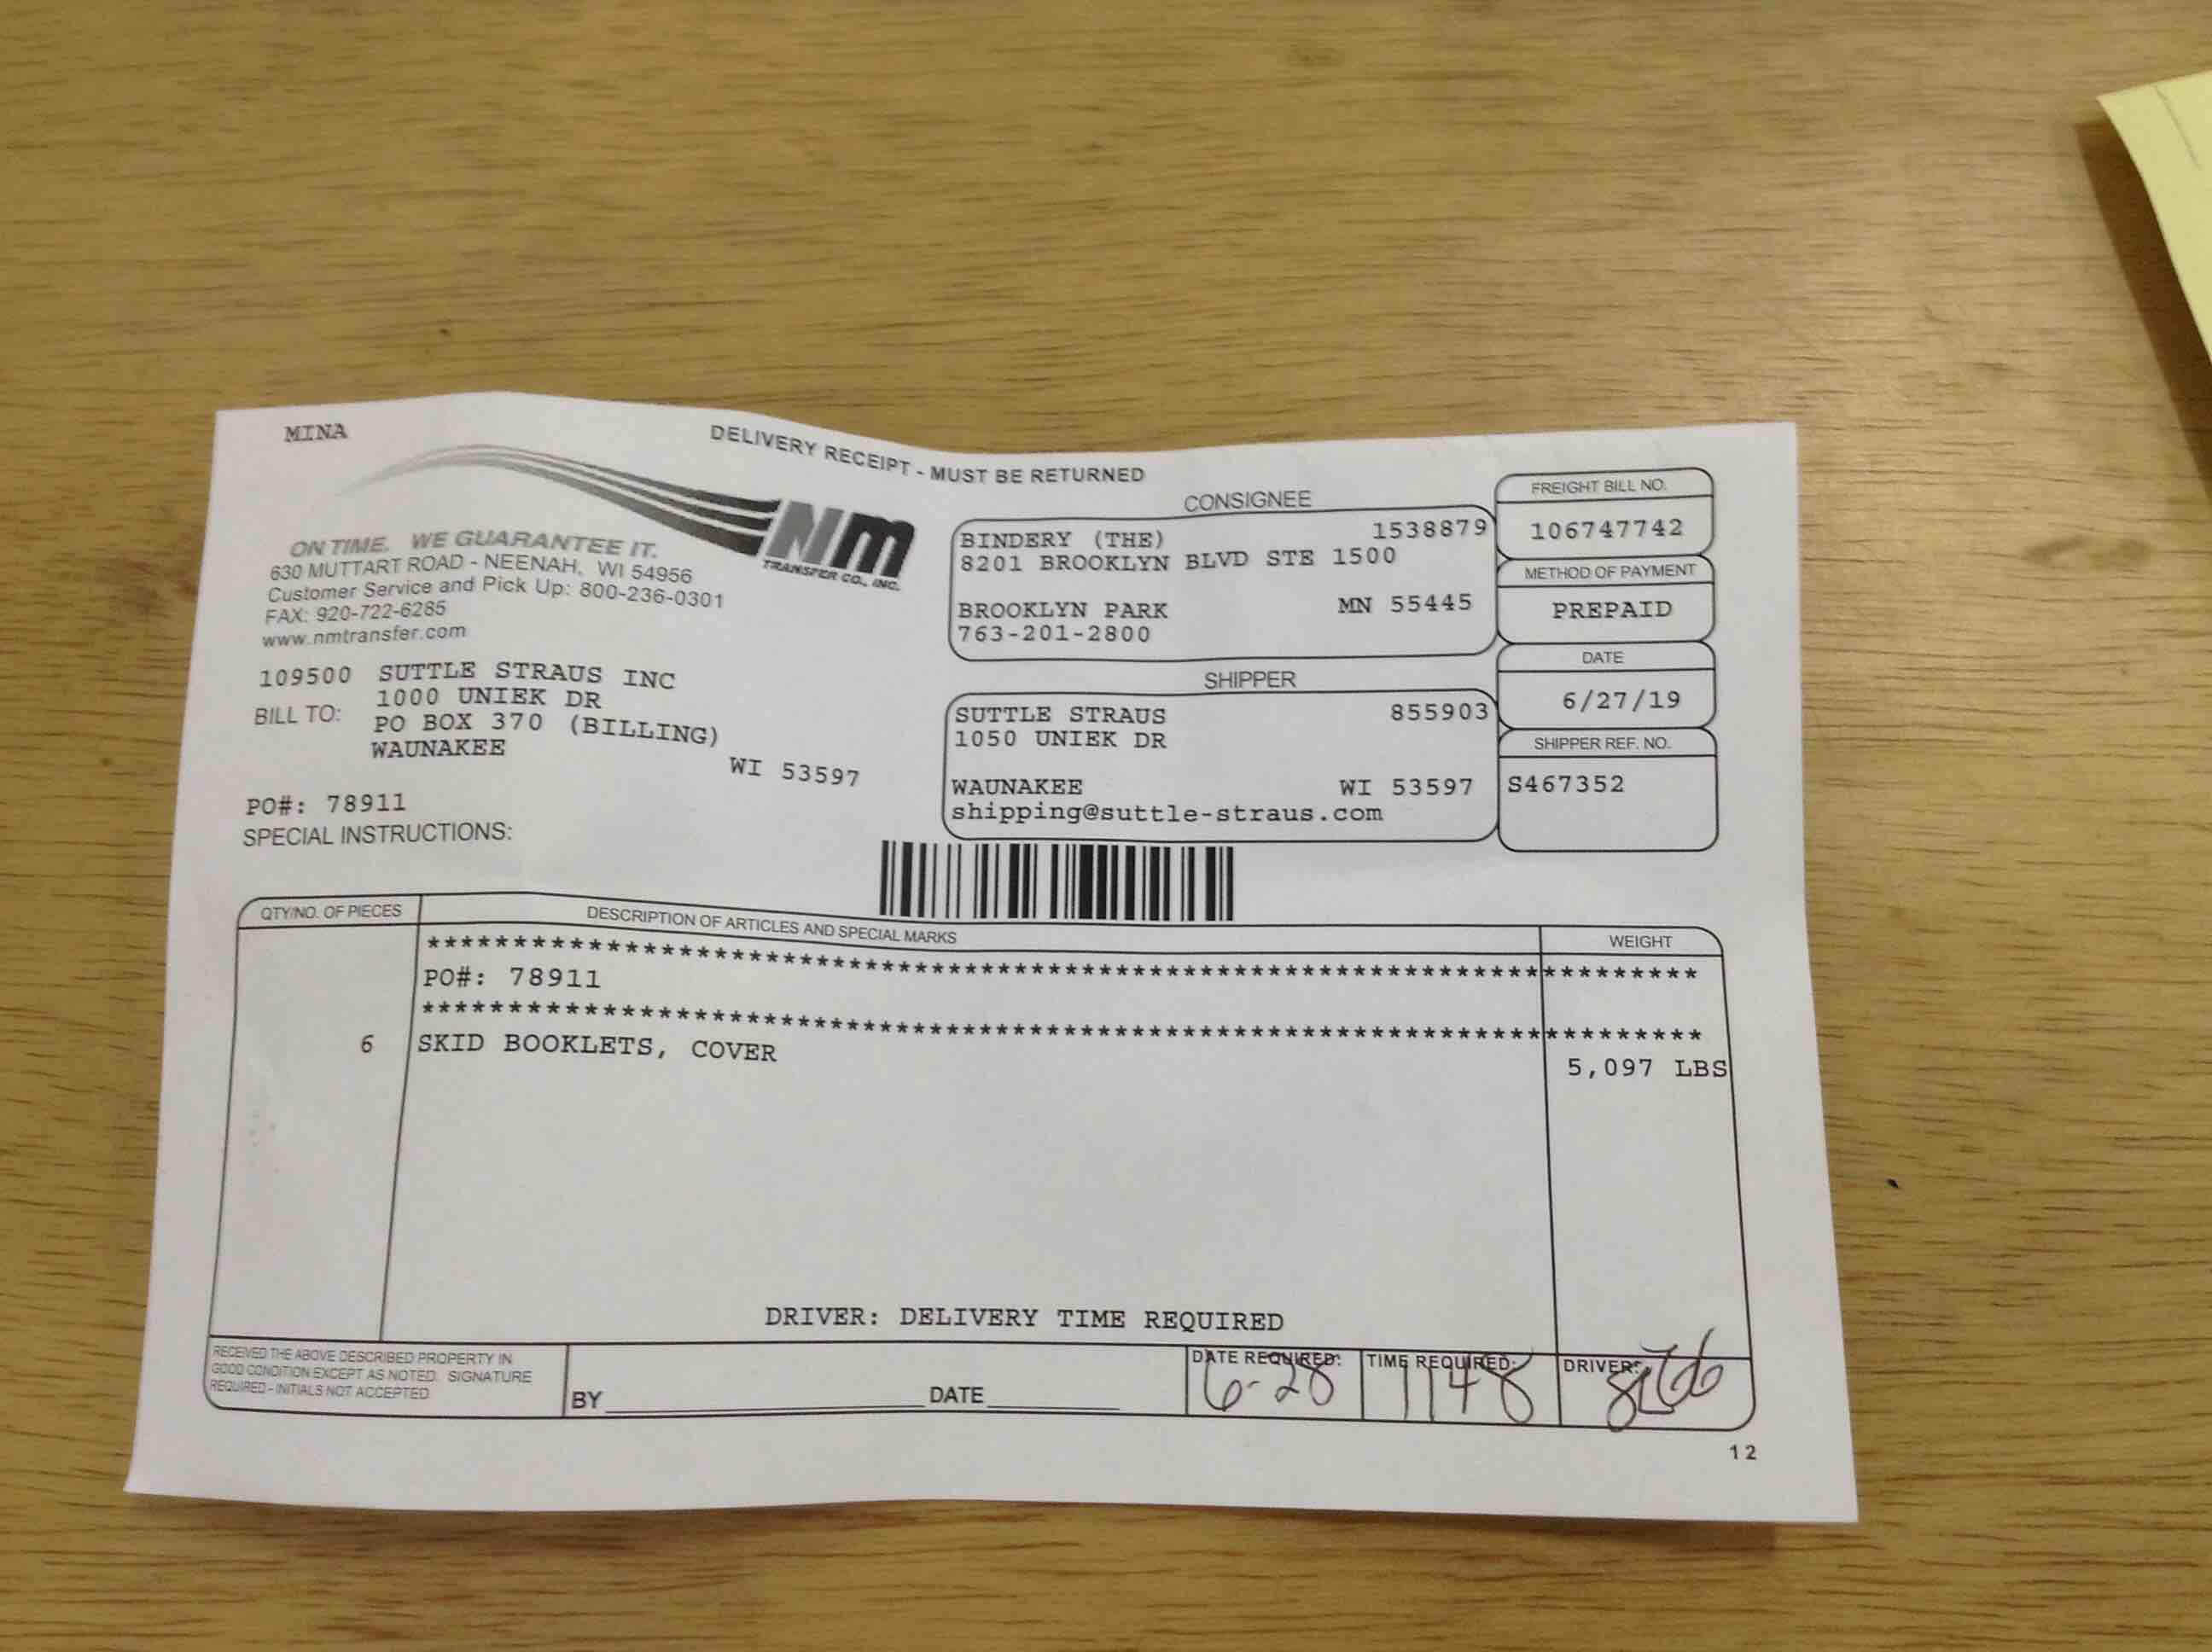 MINA
DELIVERY RECEIPT - MUST BE RETURNED
Nm
TRANSFER CO., INC.
ON TIME. WE GUARANTEE IT.
630 MUTTART ROAD - NEENAH, WI 54956
Customer Service and Pick Up: 800-236-0301
FAX: 920-722-6285
www.nmtransfer.com
109500 SUTTLE STRAUS INC
1000 UNIEK DR
BILL TO: PO BOX 370 (BILLING)
WAUNAKEE WI 53597
PO#: 78911
SPECIAL INSTRUCTIONS:
CONSIGNEE
BINDERY (THE) 1538879
8201 BROOKLYN BLVD STE 1500
BROOKLYN PARK MN 55445
763-201-2800
SHIPPER
SUTTLE STRAUS 855903
1050 UNIEK DR
WAUNAKEE WI 53597
shipping@suttle-straus.com
FREIGHT BILL NO.
106747742
METHOD OF PAYMENT
PREPAID
DATE
6/27/19
SHIPPER REF. NO.
S467352
QTY/NO. OF PIECES DESCRIPTION OF ARTICLES AND SPECIAL MARKS WEIGHT
PO#: 78911
6 SKID BOOKLETS, COVER 5,097 LBS
DRIVER: DELIVERY TIME REQUIRED
RECEIVED THE ABOVE DESCRIBED PROPERTY IN
GOOD CONDITION EXCEPT AS NOTED. SIGNATURE
REQUIRED - INITIALS NOT ACCEPTED
BY DATE
DATE REQUIRED: 6-28
TIME REQUIRED: 1148
DRIVER:
12